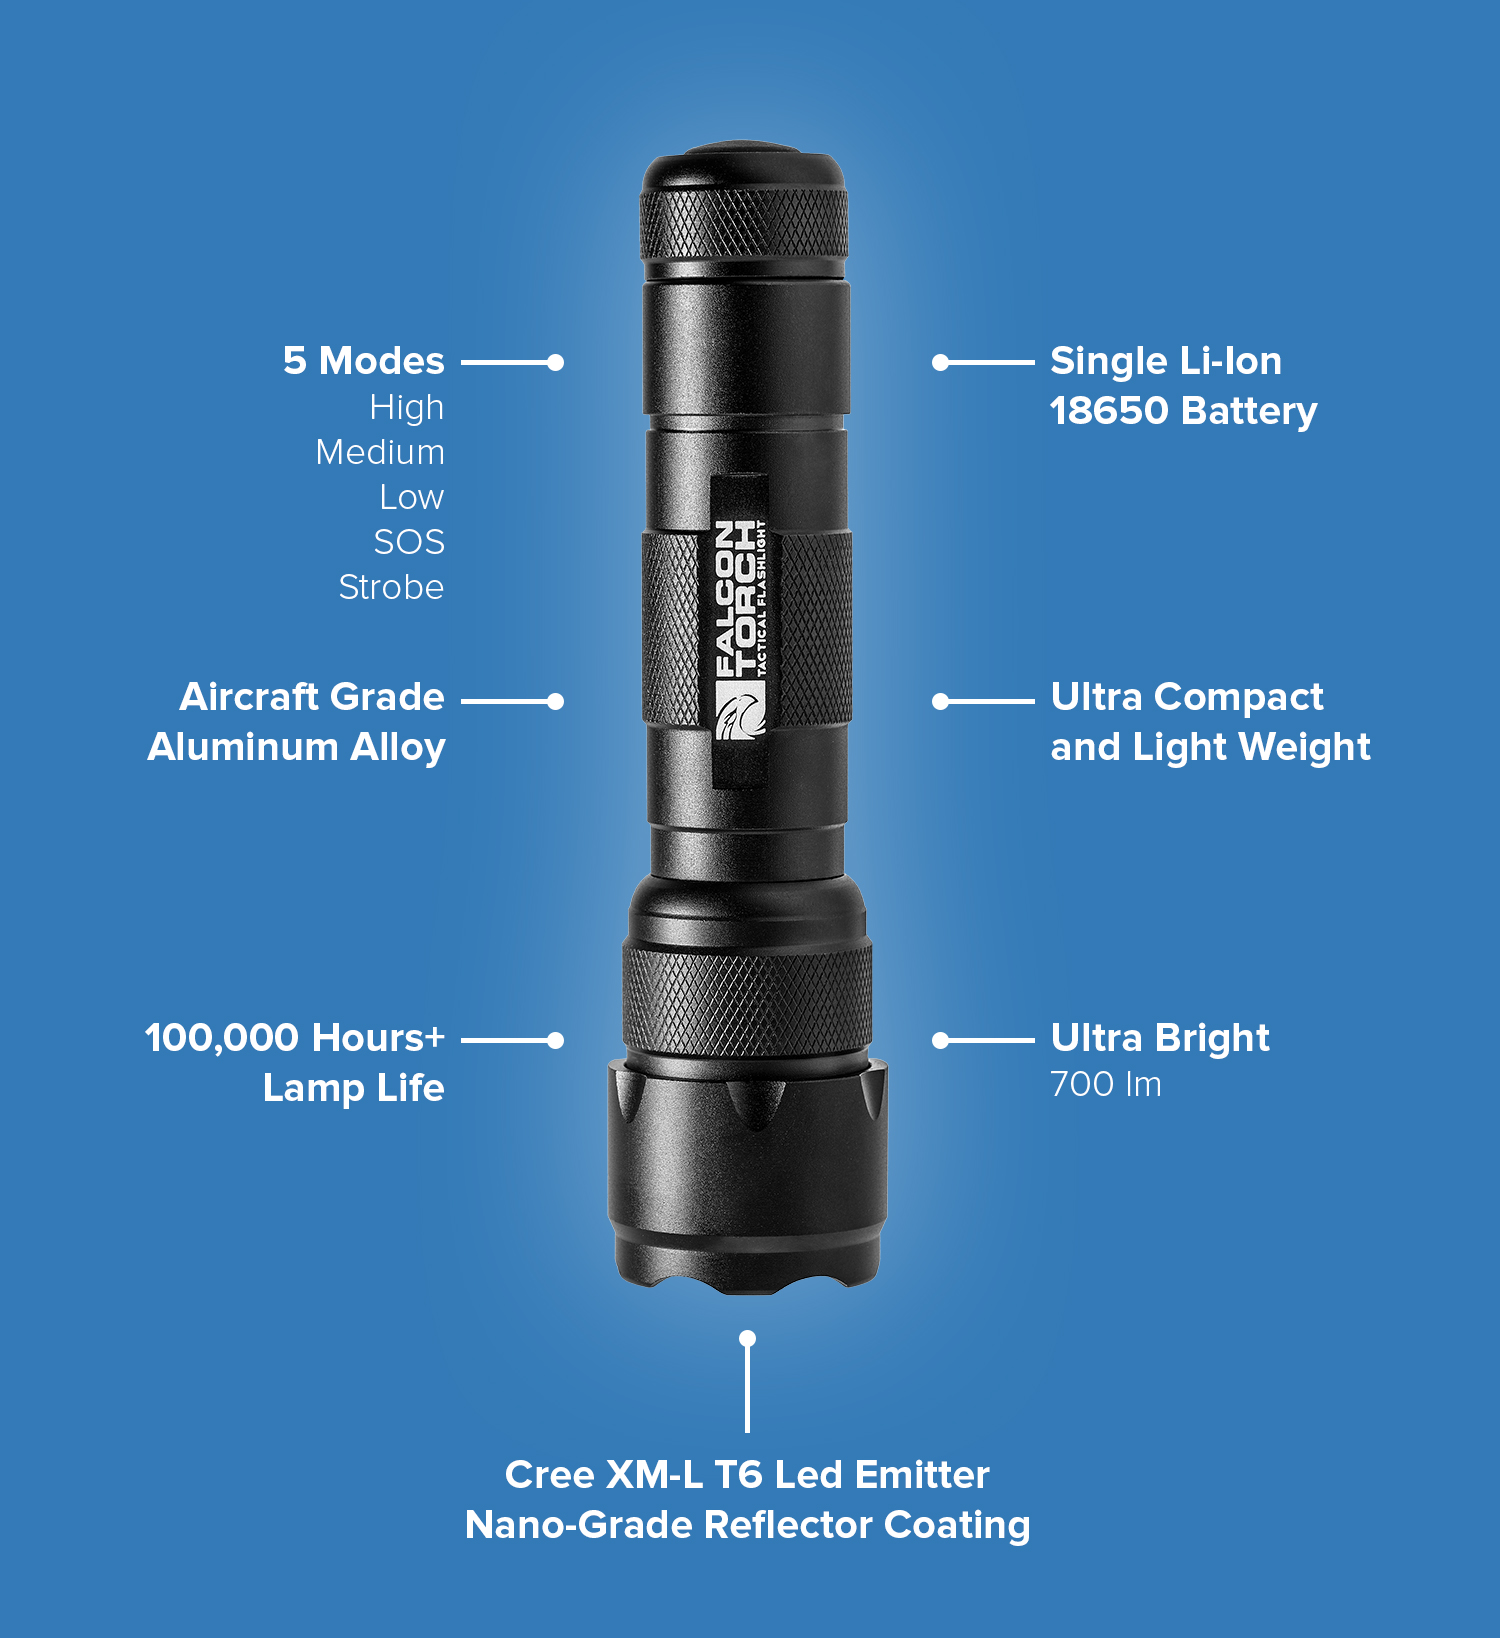 5 Modes
High
Medium
Low
SOS
Strobe
Single Li-Ion
18650 Battery
FALCON
TORCH
TACTICAL FLASHLIGHT
Aircraft Grade
Aluminum Alloy
Ultra Compact
and Light Weight
100,000 Hours+
Lamp Life
Ultra Bright
700 lm
Cree XM-L T6 Led Emitter
Nano-Grade Reflector Coating